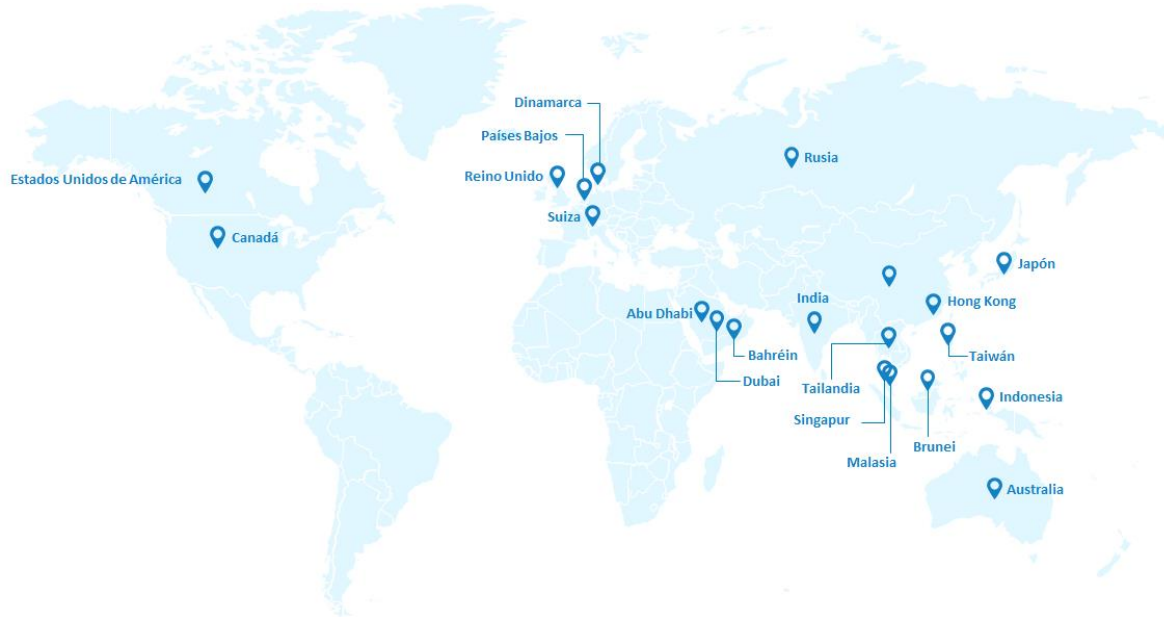 Dinamarca
Países Bajos
Reino Unido
Rusia
Estados Unidos de América
Suiza
Canadá
Japón
India
Hong Kong
Abu Dhabi
Bahréin
Taiwán
Dubai
Tailandia
Indonesia
Singapur
Brunei
Malasia
Australia